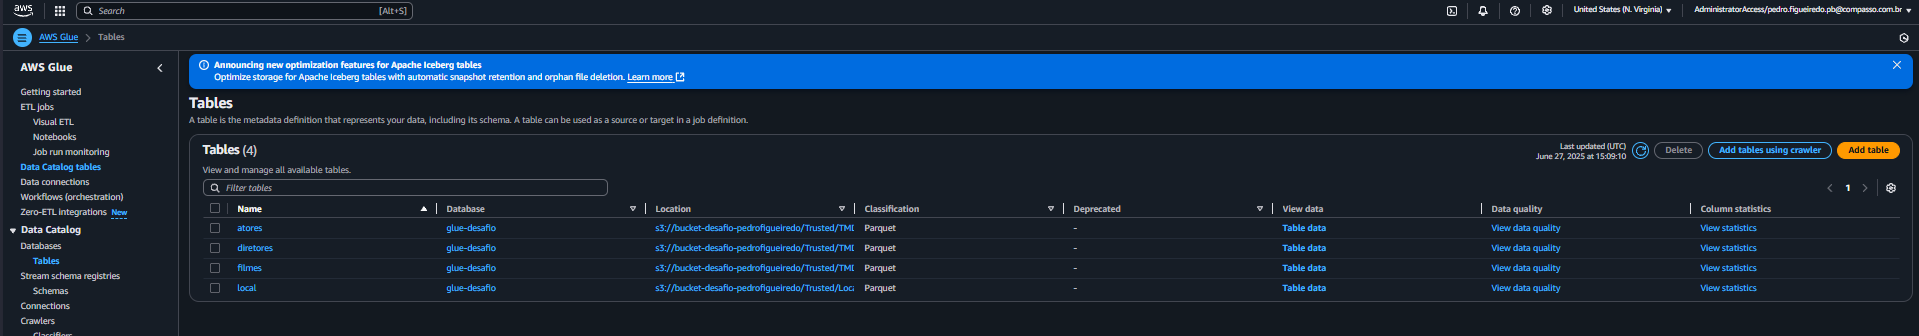 aws Search [Alt+S] United States (N. Virginia) AdministratorAccess/pedro.figueiredo.pb@compasso.com.br
AWS Glue > Tables
AWS Glue
Getting started
ETL jobs
Visual ETL
Notebooks
Job run monitoring
Data Catalog tables
Data connections
Workflows (orchestration)
Zero-ETL integrations New
Data Catalog
Databases
Tables
Stream schema registries
Schemas
Connections
Crawlers
Classifiers
Announcing new optimization features for Apache Iceberg tables
Optimize storage for Apache Iceberg tables with automatic snapshot retention and orphan file deletion. Learn more
Tables
A table is the metadata definition that represents your data, including its schema. A table can be used as a source or target in a job definition.
Tables (4)
View and manage all available tables.
Last updated (UTC)
June 27, 2025 at 15:09:10
Delete Add tables using crawler Add table
Filter tables
1
Name Database Location Classification Deprecated View data Data quality Column statistics
atores glue-desafio s3://bucket-desafio-pedrofigueiredo/Trusted/TMD Parquet - Table data View data quality View statistics
diretores glue-desafio s3://bucket-desafio-pedrofigueiredo/Trusted/TMD Parquet - Table data View data quality View statistics
filmes glue-desafio s3://bucket-desafio-pedrofigueiredo/Trusted/TMD Parquet - Table data View data quality View statistics
local glue-desafio s3://bucket-desafio-pedrofigueiredo/Trusted/Loca Parquet - Table data View data quality View statistics